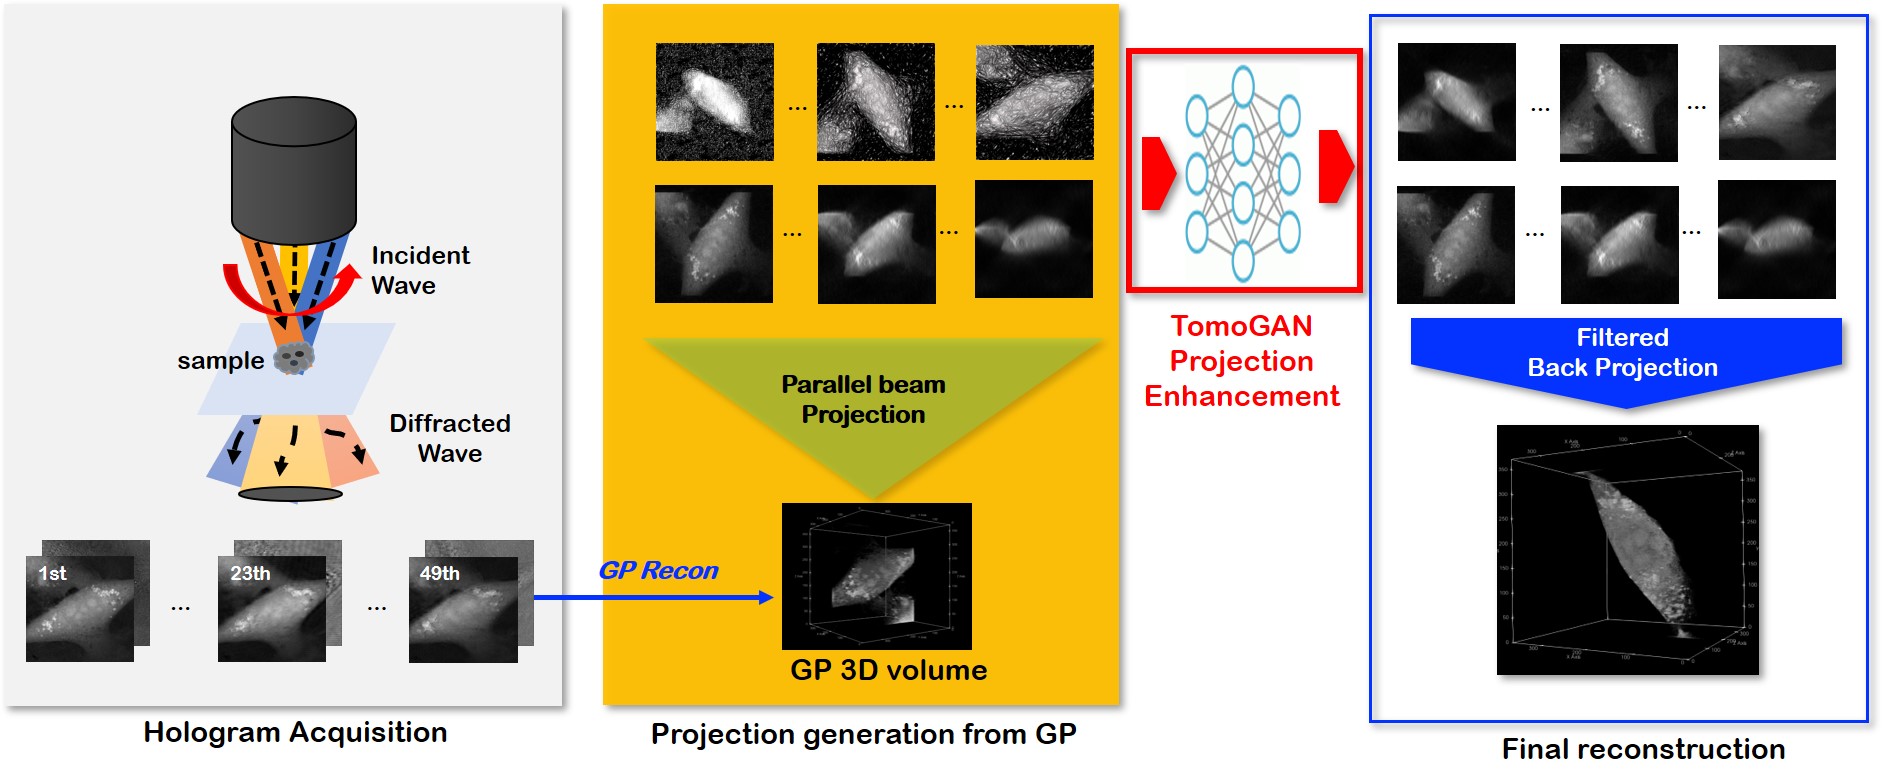 Incident
Wave
sample
Diffracted
Wave
1st
...
23th
...
49th
Hologram Acquisition
... ...
... ...
Parallel beam
Projection
GP Recon
GP 3D volume
Projection generation from GP
TomoGAN
Projection
Enhancement
... ...
... ...
Filtered
Back Projection
Final reconstruction